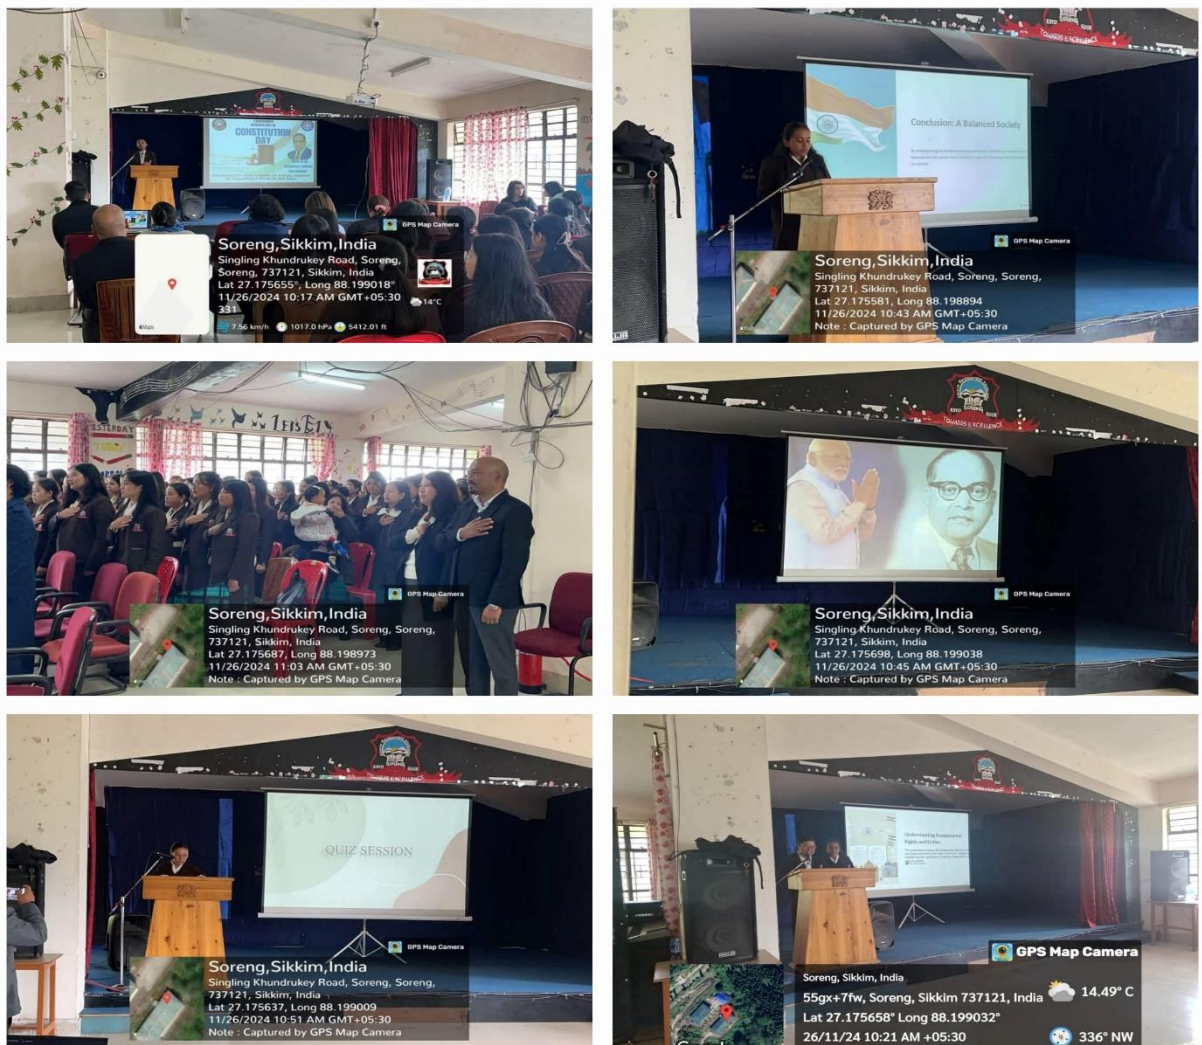 CONSTITUTION
DAY
GPS Map Camera
Soreng,Sikkim,India
Singling Khundrukey Road, Soreng,
Soreng, 737121, Sikkim, India
Lat 27.175655°, Long 88.199018°
11/26/2024 10:17 AM GMT+05:30
331
14°C
7.56 km/h 1017.0 hPa 5412.01 ft
TOWARDS EXCELLENCE
Conclusion: A Balanced Society
GPS Map Camera
Soreng,Sikkim,India
Singling Khundrukey Road, Soreng, Soreng,
737121, Sikkim, India
Lat 27.175581, Long 88.198894
11/26/2024 10:43 AM GMT+05:30
Note : Captured by GPS Map Camera
YESTERDAY
GPS Map Camera
Soreng,Sikkim,India
Singling Khundrukey Road, Soreng, Soreng,
737121, Sikkim, India
Lat 27.175687, Long 88.198973
11/26/2024 11:03 AM GMT+05:30
Note : Captured by GPS Map Camera
TOWARDS EXCELLENCE
GPS Map Camera
Soreng,Sikkim,India
Singling Khundrukey Road, Soreng, Soreng,
737121, Sikkim, India
Lat 27.175698, Long 88.199038
11/26/2024 10:45 AM GMT+05:30
Note : Captured by GPS Map Camera
TOWARDS EXCELLENCE
QUIZ SESSION
GPS Map Camera
Soreng,Sikkim,India
Singling Khundrukey Road, Soreng, Soreng,
737121, Sikkim, India
Lat 27.175637, Long 88.199009
11/26/2024 10:51 AM GMT+05:30
Note : Captured by GPS Map Camera
Understanding Fundamental
Rights and Duties
GPS Map Camera
Soreng, Sikkim, India
55gx+7fw, Soreng, Sikkim 737121, India
14.49° C
Lat 27.175658° Long 88.199032°
26/11/24 10:21 AM +05:30
336° NW